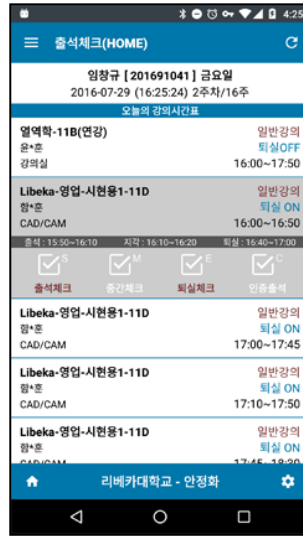 4:25
출석체크(HOME)
임창규 [ 201691041 ] 금요일
2016-07-29 (16:25:24) 2주차/16주
오늘의 강의시간표
열역학-11B(연강) 일반강의
윤*훈 퇴실OFF
강의실 16:00~17:50
Libeka-영업-시현용1-11D 일반강의
함*훈 퇴실 ON
CAD/CAM 16:00~16:50
출석 : 15:50~16:10 지각 : 16:10~16:20 퇴실 : 16:40~17:00
S M E C
출석체크 중간체크 퇴실체크 인증출석
Libeka-영업-시현용1-11D 일반강의
함*훈 퇴실 ON
CAD/CAM 17:00~17:45
Libeka-영업-시현용1-11D 일반강의
함*훈 퇴실 ON
CAD/CAM 17:10~17:50
Libeka-영업-시현용1-11D 일반강의
함*훈 퇴실 ON
CAD/CAM 17:45~18:30
리베카대학교 - 안정화